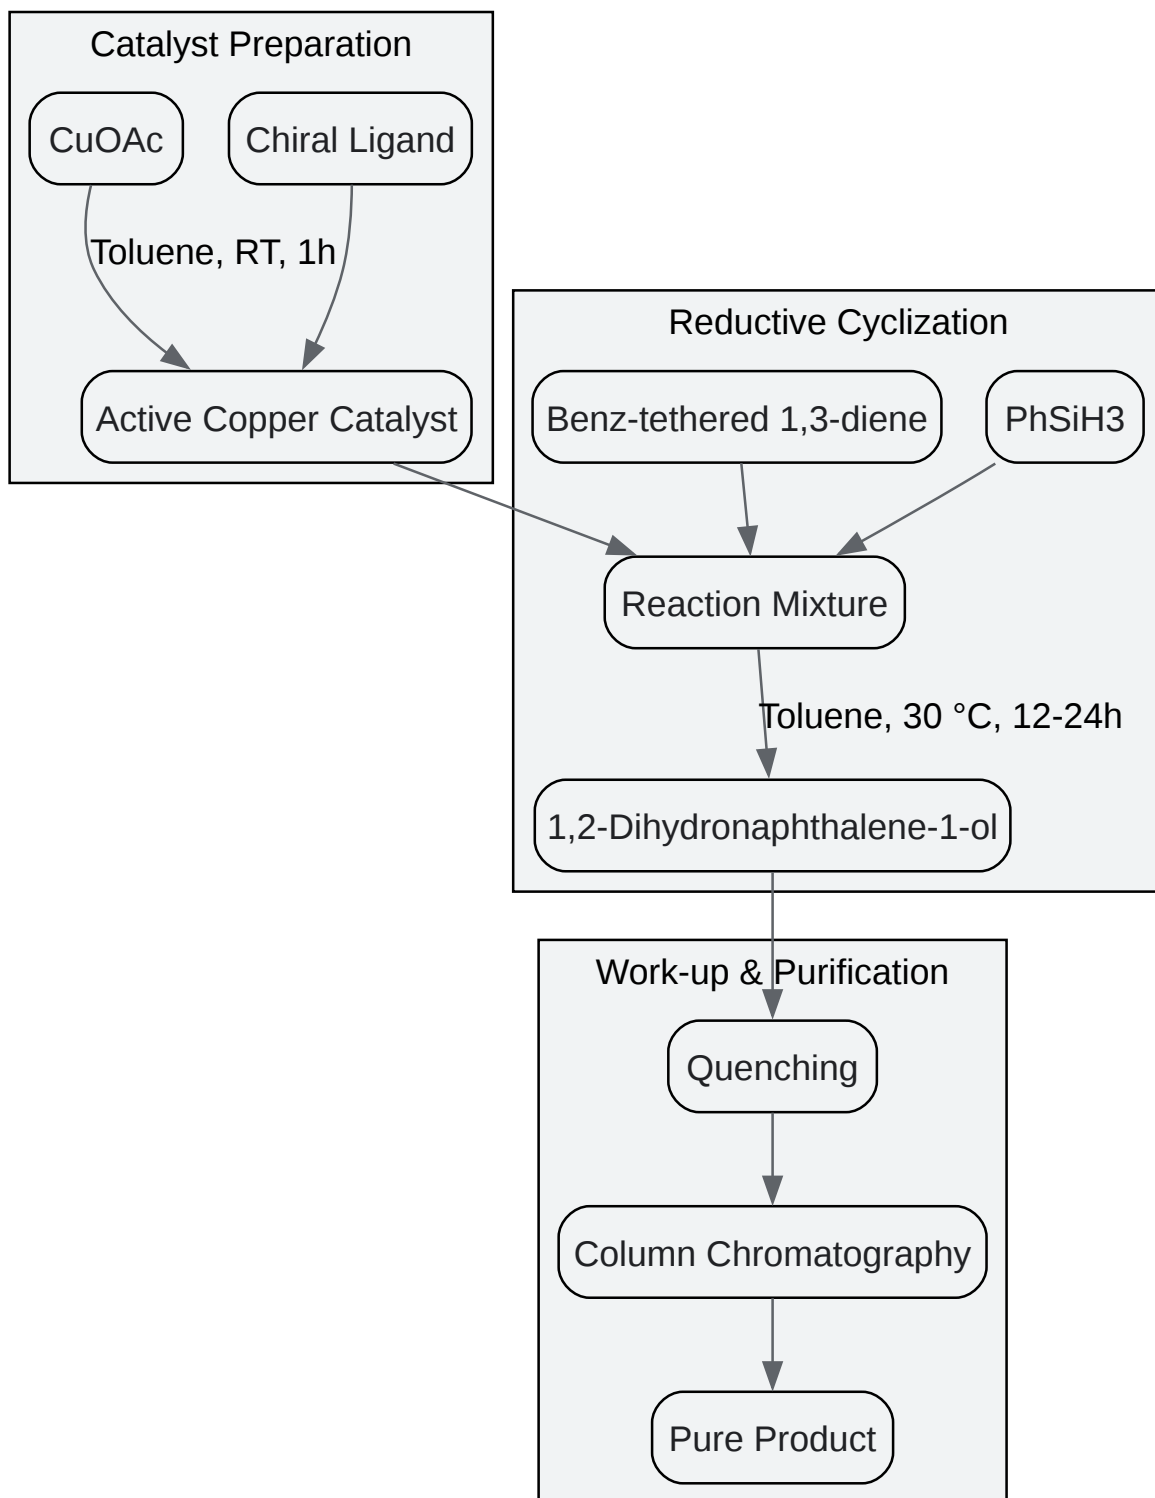 Catalyst Preparation
CuOAc
Chiral Ligand
Toluene, RT, 1h
Active Copper Catalyst
Reductive Cyclization
Benz-tethered 1,3-diene
PhSiH3
Reaction Mixture
Toluene, 30 °C, 12-24h
1,2-Dihydronaphthalene-1-ol
Work-up & Purification
Quenching
Column Chromatography
Pure Product